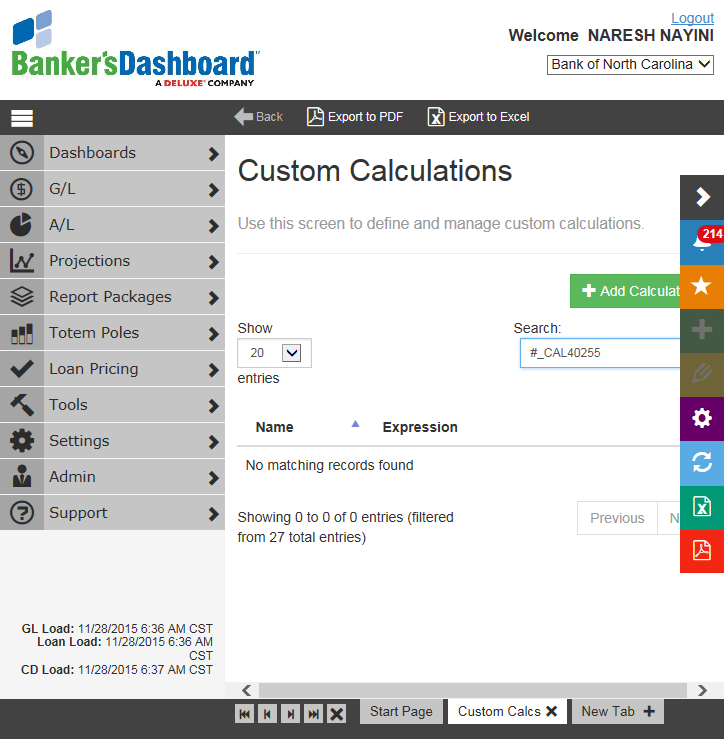 Logout
Welcome NARESH NAYINI
Banker'sDashboard
A DELUXE COMPANY
Bank of North Carolina
Back
Export to PDF
Export to Excel
Dashboards
G/L
A/L
Projections
Report Packages
Totem Poles
Loan Pricing
Tools
Settings
Admin
Support
GL Load: 11/28/2015 6:36 AM CST
Loan Load: 11/28/2015 6:36 AM
CST
CD Load: 11/28/2015 6:37 AM CST
Custom Calculations
Use this screen to define and manage custom calculations.
214
Add Calculat
Show
20
entries
Search:
#_CAL40255
Name
Expression
No matching records found
Showing 0 to 0 of 0 entries (filtered
from 27 total entries)
Previous
N
Start Page
Custom Calcs
New Tab